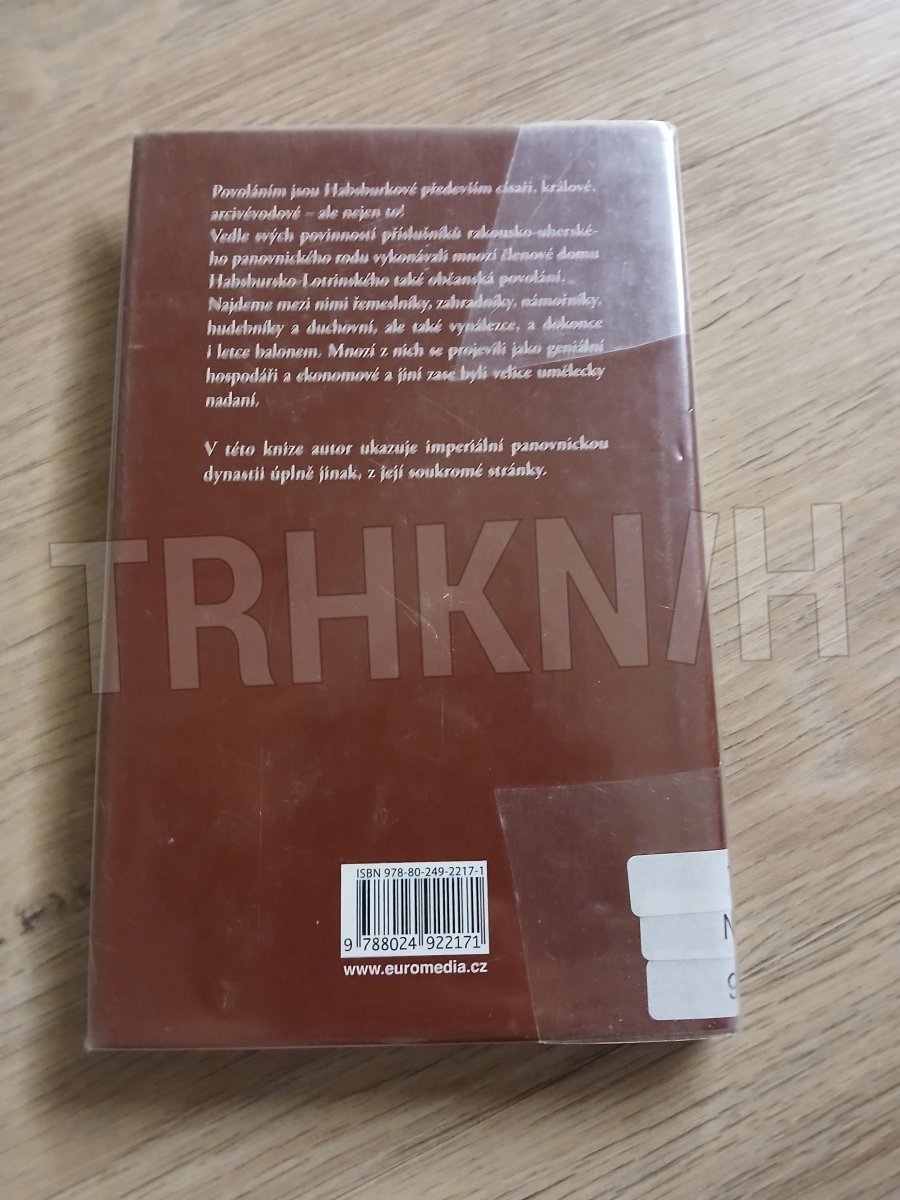 Povoláním jsou Habsburkové především císaři, králové,
arcivévodové – ale nejen to!
Vedle svých povinností příslušníků rakousko-uherské-
ho panovnického rodu vykonávali mnozí členové domu
Habsbursko-Lotrinského také občanská povolání.
Najdeme mezi nimi řemeslníky, zahradníky, námořníky,
hudebníky a duchovní, ale také vynálezce, a dokonce
i letce balonem. Mnozí z nich se projevili jako geniální
hospodáři a ekonomové a jiní zase byli velice umělecky
nadaní.
V této knize autor ukazuje imperiální panovnickou
dynastii úplně jinak, z její soukromé stránky.
TRHKN/H
ISBN 978-80-249-2217-1
9 788024 922171
www.euromedia.cz
N
9